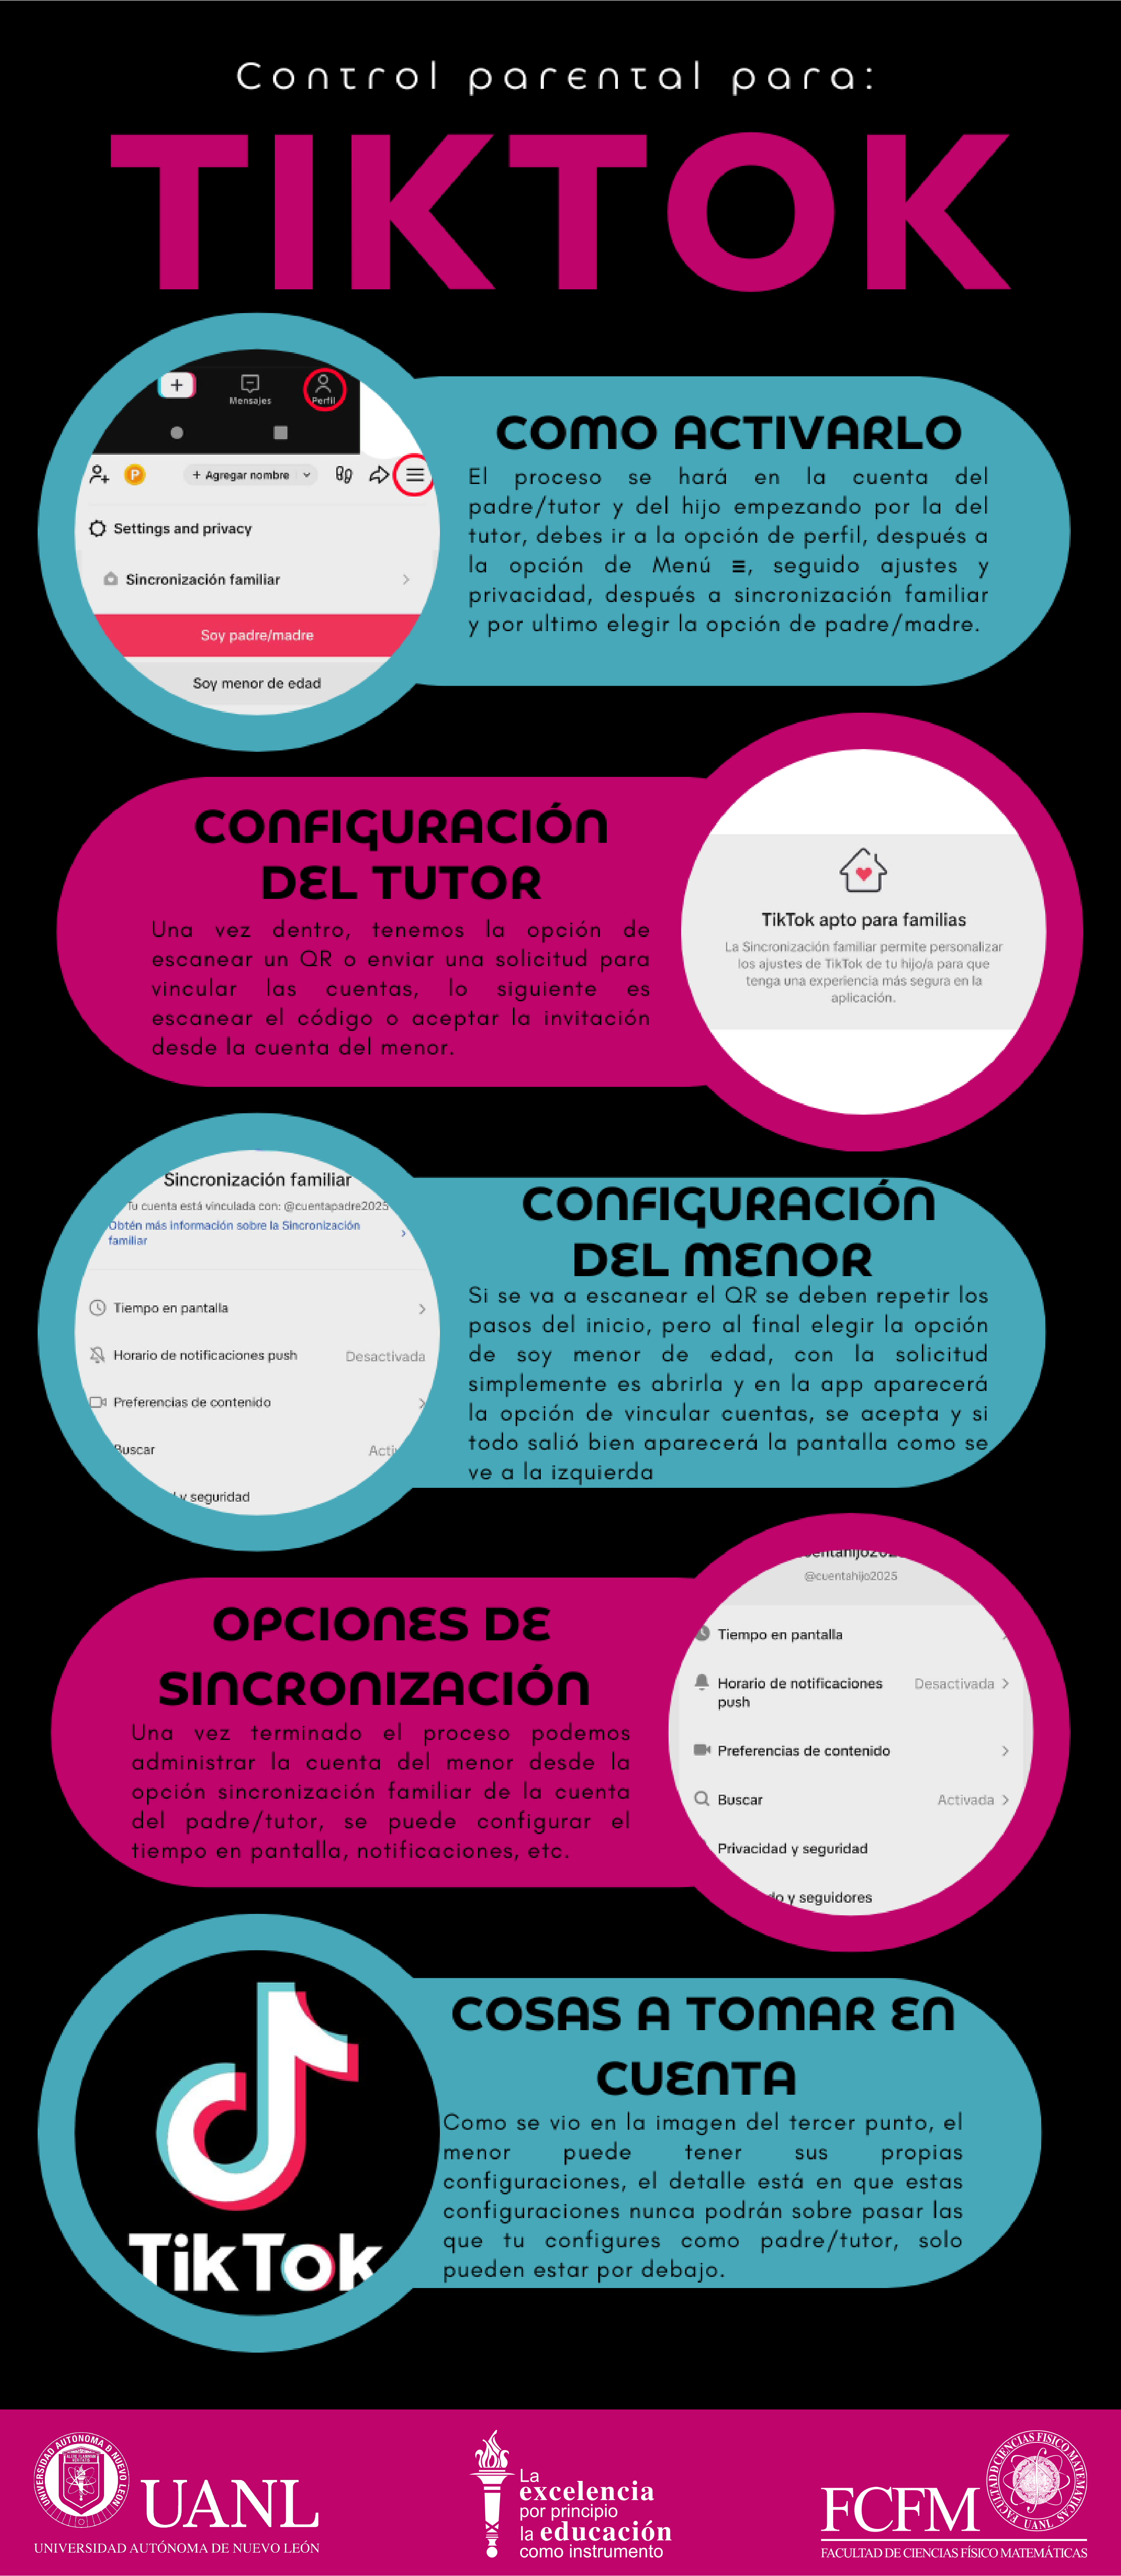 Control parental para:
TIKTOK
Mensajes
Perfil
P
+ Agregar nombre
Settings and privacy
Sincronización familiar
Soy padre/madre
Soy menor de edad
COMO ACTIVARLO
El proceso se hará en la cuenta del
padre/tutor y del hijo empezando por la del
tutor, debes ir a la opción de perfil, después a
la opción de Menú ≡, seguido ajustes y
privacidad, después a sincronización familiar
y por ultimo elegir la opción de padre/madre.
CONFIGURACIÓN
DEL TUTOR
Una vez dentro, tenemos la opción de
escanear un QR o enviar una solicitud para
vincular las cuentas, lo siguiente es
escanear el código o aceptar la invitación
desde la cuenta del menor.
TikTok apto para familias
La Sincronización familiar permite personalizar
los ajustes de TikTok de tu hijo/a para que
tenga una experiencia más segura en la
aplicación.
Sincronización familiar
Tu cuenta está vinculada con: @cuentapadre2025
Obtén más información sobre la Sincronización
familiar
Tiempo en pantalla
Horario de notificaciones push Desactivada
Preferencias de contenido
Buscar
y seguridad
CONFIGURACIÓN
DEL MENOR
Si se va a escanear el QR se deben repetir los
pasos del inicio, pero al final elegir la opción
de soy menor de edad, con la solicitud
simplemente es abrirla y en la app aparecerá
la opción de vincular cuentas, se acepta y si
todo salió bien aparecerá la pantalla como se
ve a la izquierda
OPCIONES DE
SINCRONIZACIÓN
Una vez terminado el proceso podemos
administrar la cuenta del menor desde la
opción sincronización familiar de la cuenta
del padre/tutor, se puede configurar el
tiempo en pantalla, notificaciones, etc.
@cuentahijo2025
Tiempo en pantalla
Horario de notificaciones Desactivada
push
Preferencias de contenido
Buscar Activada
Privacidad y seguridad
y seguidores
TikTok
COSAS A TOMAR EN
CUENTA
Como se vio en la imagen del tercer punto, el
menor puede tener sus propias
configuraciones, el detalle está en que estas
configuraciones nunca podrán sobre pasar las
que tu configures como padre/tutor, solo
pueden estar por debajo.
UANL
UNIVERSIDAD AUTÓNOMA DE NUEVO LEÓN
La
excelencia
por principio
la educación
como instrumento
FCFM
FACULTAD DE CIENCIAS FÍSICO MATEMÁTICAS